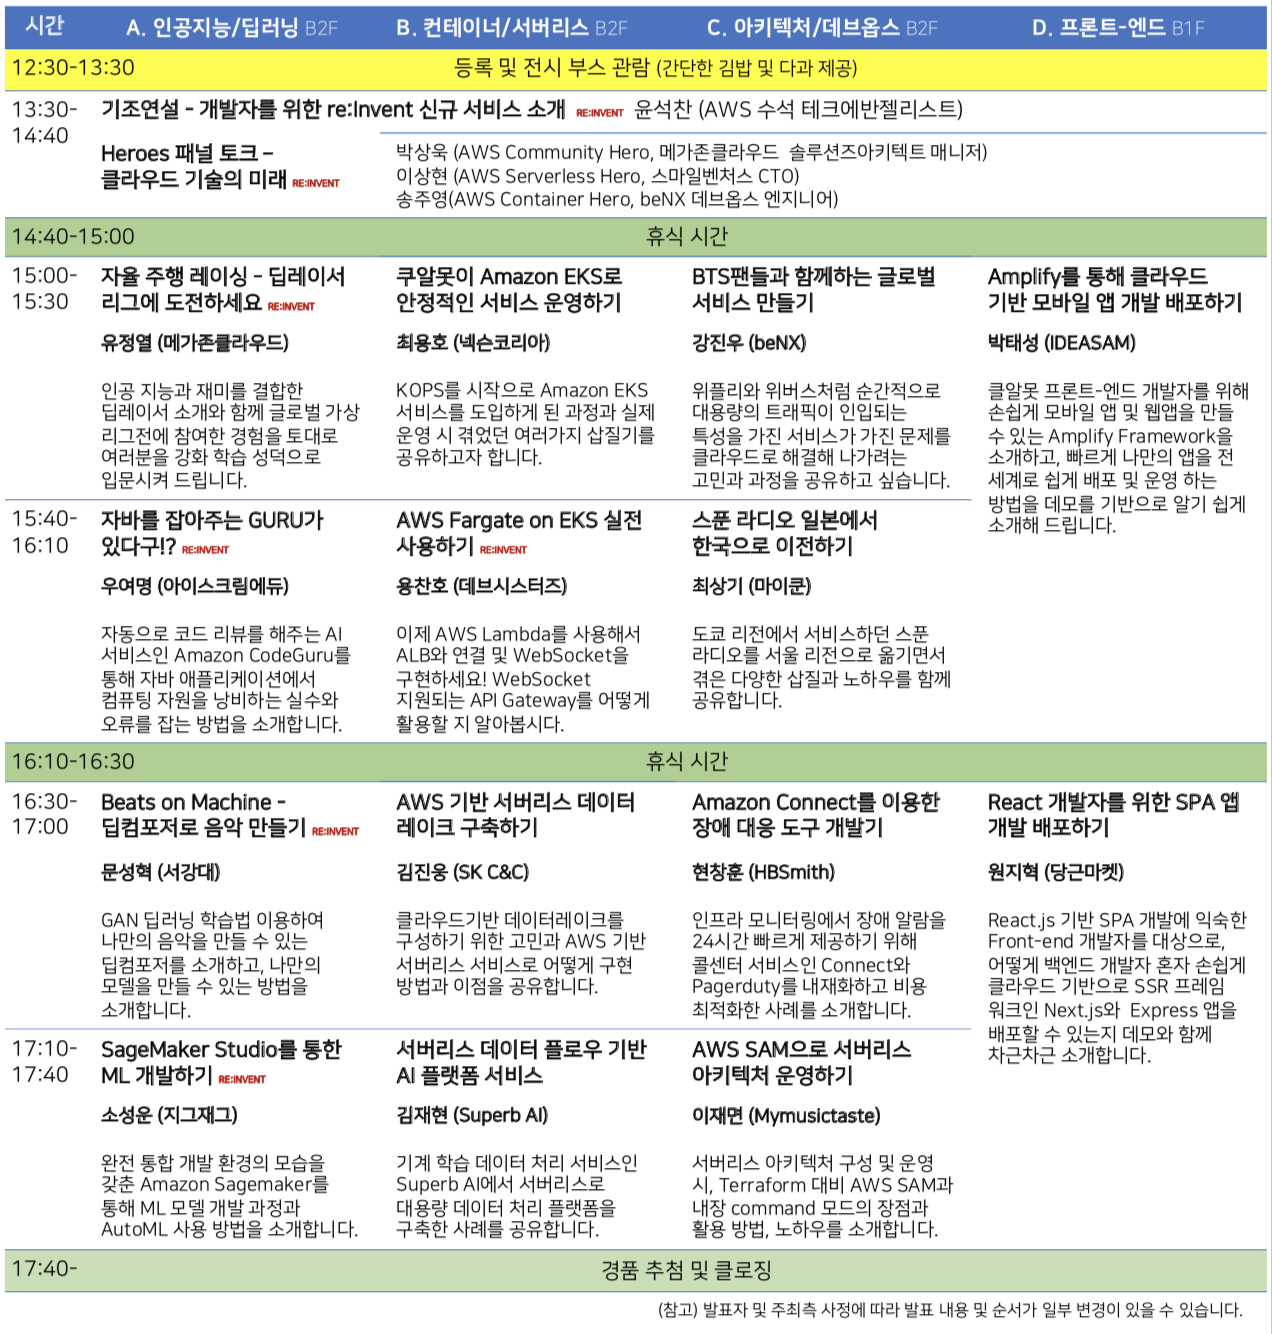 시간 A. 인공지능/딥러닝 B2F B. 컨테이너/서버리스 B2F C. 아키텍처/데브옵스 B2F D. 프론트-엔드 B1F
12:30-13:30 등록 및 전시 부스 관람 (간단한 김밥 및 다과 제공)
13:30-
14:40
기조연설 - 개발자를 위한 re:Invent 신규 서비스 소개 RE:INVENT 윤석찬 (AWS 수석 테크에반젤리스트)
Heroes 패널 토크 –
클라우드 기술의 미래 RE:INVENT
박상욱 (AWS Community Hero, 메가존클라우드 솔루션즈아키텍트 매니저)
이상현 (AWS Serverless Hero, 스마일벤처스 CTO)
송주영(AWS Container Hero, beNX 데브옵스 엔지니어)
14:40-15:00 휴식 시간
15:00-
15:30
자율 주행 레이싱 - 딥레이서
리그에 도전하세요 RE:INVENT
유정열 (메가존클라우드)
인공 지능과 재미를 결합한
딥레이서 소개와 함께 글로벌 가상
리그전에 참여한 경험을 토대로
여러분을 강화 학습 성덕으로
입문시켜 드립니다.
쿠알못이 Amazon EKS로
안정적인 서비스 운영하기
최용호 (넥슨코리아)
KOPS를 시작으로 Amazon EKS
서비스를 도입하게 된 과정과 실제
운영 시 겪었던 여러가지 삽질기를
공유하고자 합니다.
BTS팬들과 함께하는 글로벌
서비스 만들기
강진우 (beNX)
위플리와 위버스처럼 순간적으로
대용량의 트래픽이 인입되는
특성을 가진 서비스가 가진 문제를
클라우드로 해결해 나가려는
고민과 과정을 공유하고 싶습니다.
Amplify를 통해 클라우드
기반 모바일 앱 개발 배포하기
박태성 (IDEASAM)
클알못 프론트-엔드 개발자를 위해
손쉽게 모바일 앱 및 웹앱을 만들
수 있는 Amplify Framework을
소개하고, 빠르게 나만의 앱을 전
세계로 쉽게 배포 및 운영 하는
방법을 데모를 기반으로 알기 쉽게
소개해 드립니다.
15:40-
16:10
자바를 잡아주는 GURU가
있다구!? RE:INVENT
우여명 (아이스크림에듀)
자동으로 코드 리뷰를 해주는 AI
서비스인 Amazon CodeGuru를
통해 자바 애플리케이션에서
컴퓨팅 자원을 낭비하는 실수와
오류를 잡는 방법을 소개합니다.
AWS Fargate on EKS 실전
사용하기 RE:INVENT
용찬호 (데브시스터즈)
이제 AWS Lambda를 사용해서
ALB와 연결 및 WebSocket을
구현하세요! WebSocket
지원되는 API Gateway를 어떻게
활용할 지 알아봅시다.
스푼 라디오 일본에서
한국으로 이전하기
최상기 (마이쿤)
도쿄 리전에서 서비스하던 스푼
라디오를 서울 리전으로 옮기면서
겪은 다양한 삽질과 노하우를 함께
공유합니다.
16:10-16:30 휴식 시간
16:30-
17:00
Beats on Machine -
딥컴포저로 음악 만들기 RE:INVENT
문성혁 (서강대)
GAN 딥러닝 학습법 이용하여
나만의 음악을 만들 수 있는
딥컴포저를 소개하고, 나만의
모델을 만들 수 있는 방법을
소개합니다.
AWS 기반 서버리스 데이터
레이크 구축하기
김진웅 (SK C&C)
클라우드기반 데이터레이크를
구성하기 위한 고민과 AWS 기반
서버리스 서비스로 어떻게 구현
방법과 이점을 공유합니다.
Amazon Connect를 이용한
장애 대응 도구 개발기
현창훈 (HBSmith)
인프라 모니터링에서 장애 알람을
24시간 빠르게 제공하기 위해
콜센터 서비스인 Connect와
Pagerduty를 내재화하고 비용
최적화한 사례를 소개합니다.
React 개발자를 위한 SPA 앱
개발 배포하기
원지혁 (당근마켓)
React.js 기반 SPA 개발에 익숙한
Front-end 개발자를 대상으로,
어떻게 백엔드 개발자 혼자 손쉽게
클라우드 기반으로 SSR 프레임
워크인 Next.js와 Express 앱을
배포할 수 있는지 데모와 함께
차근차근 소개합니다.
17:10-
17:40
SageMaker Studio를 통한
ML 개발하기 RE:INVENT
소성운 (지그재그)
완전 통합 개발 환경의 모습을
갖춘 Amazon Sagemaker를
통해 ML 모델 개발 과정과
AutoML 사용 방법을 소개합니다.
서버리스 데이터 플로우 기반
AI 플랫폼 서비스
김재현 (Superb AI)
기계 학습 데이터 처리 서비스인
Superb AI에서 서버리스로
대용량 데이터 처리 플랫폼을
구축한 사례를 공유합니다.
AWS SAM으로 서버리스
아키텍처 운영하기
이재면 (Mymusictaste)
서버리스 아키텍처 구성 및 운영
시, Terraform 대비 AWS SAM과
내장 command 모드의 장점과
활용 방법, 노하우를 소개합니다.
17:40- 경품 추첨 및 클로징
(참고) 발표자 및 주최측 사정에 따라 발표 내용 및 순서가 일부 변경이 있을 수 있습니다.